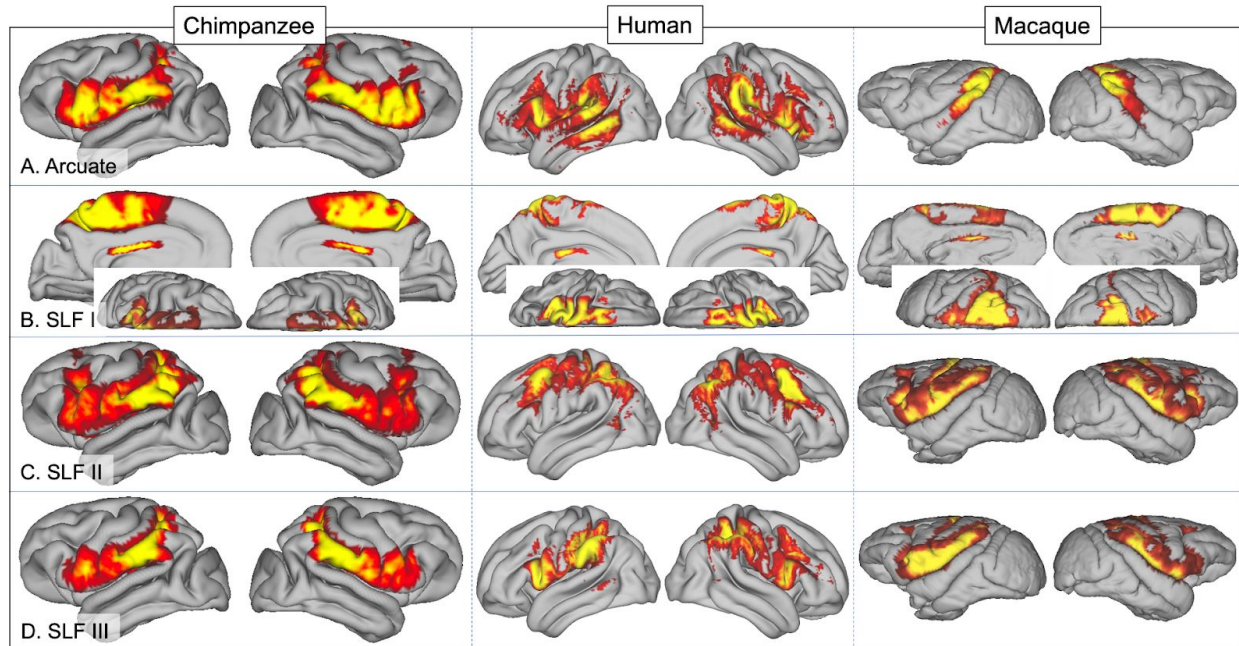 Chimpanzee
Human
Macaque
A. Arcuate
B. SLF I
C. SLF II
D. SLF III